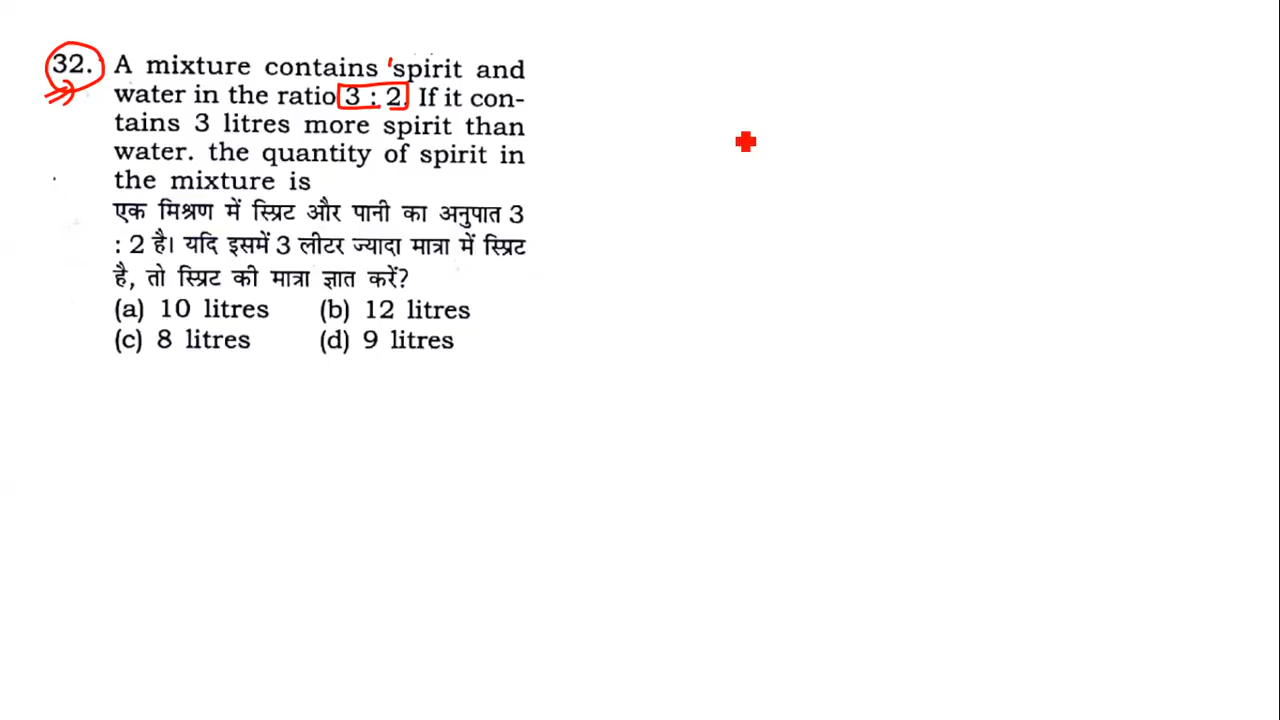 32. A mixture contains 'spirit and
water in the ratio 3 : 2. If it con-
tains 3 litres more spirit than
water. the quantity of spirit in
the mixture is
एक मिश्रण में स्प्रिट और पानी का अनुपात 3
: 2 है। यदि इसमें 3 लीटर ज्यादा मात्रा में स्प्रिट
है, तो स्प्रिट की मात्रा ज्ञात करें?
(a) 10 litres (b) 12 litres
(c) 8 litres (d) 9 litres